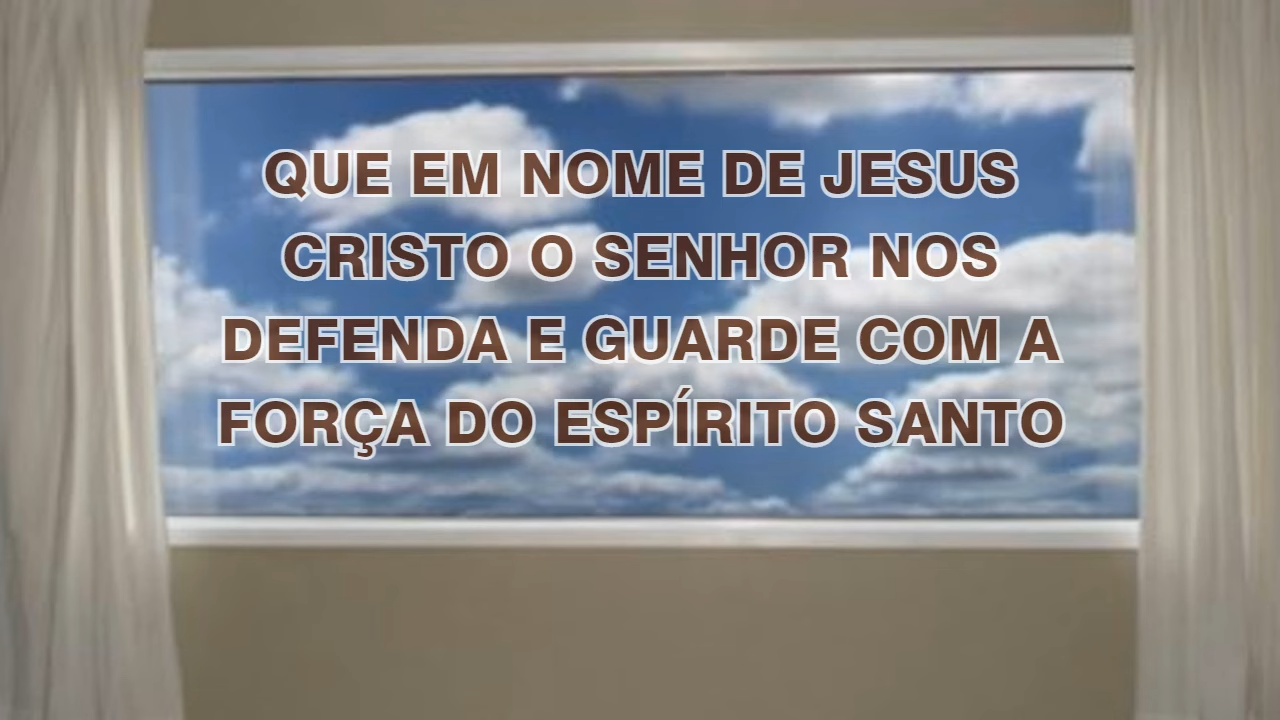 QUE EM NOME DE JESUS
CRISTO O SENHOR NOS
DEFENDA E GUARDE COM A
FORÇA DO ESPÍRITO SANTO